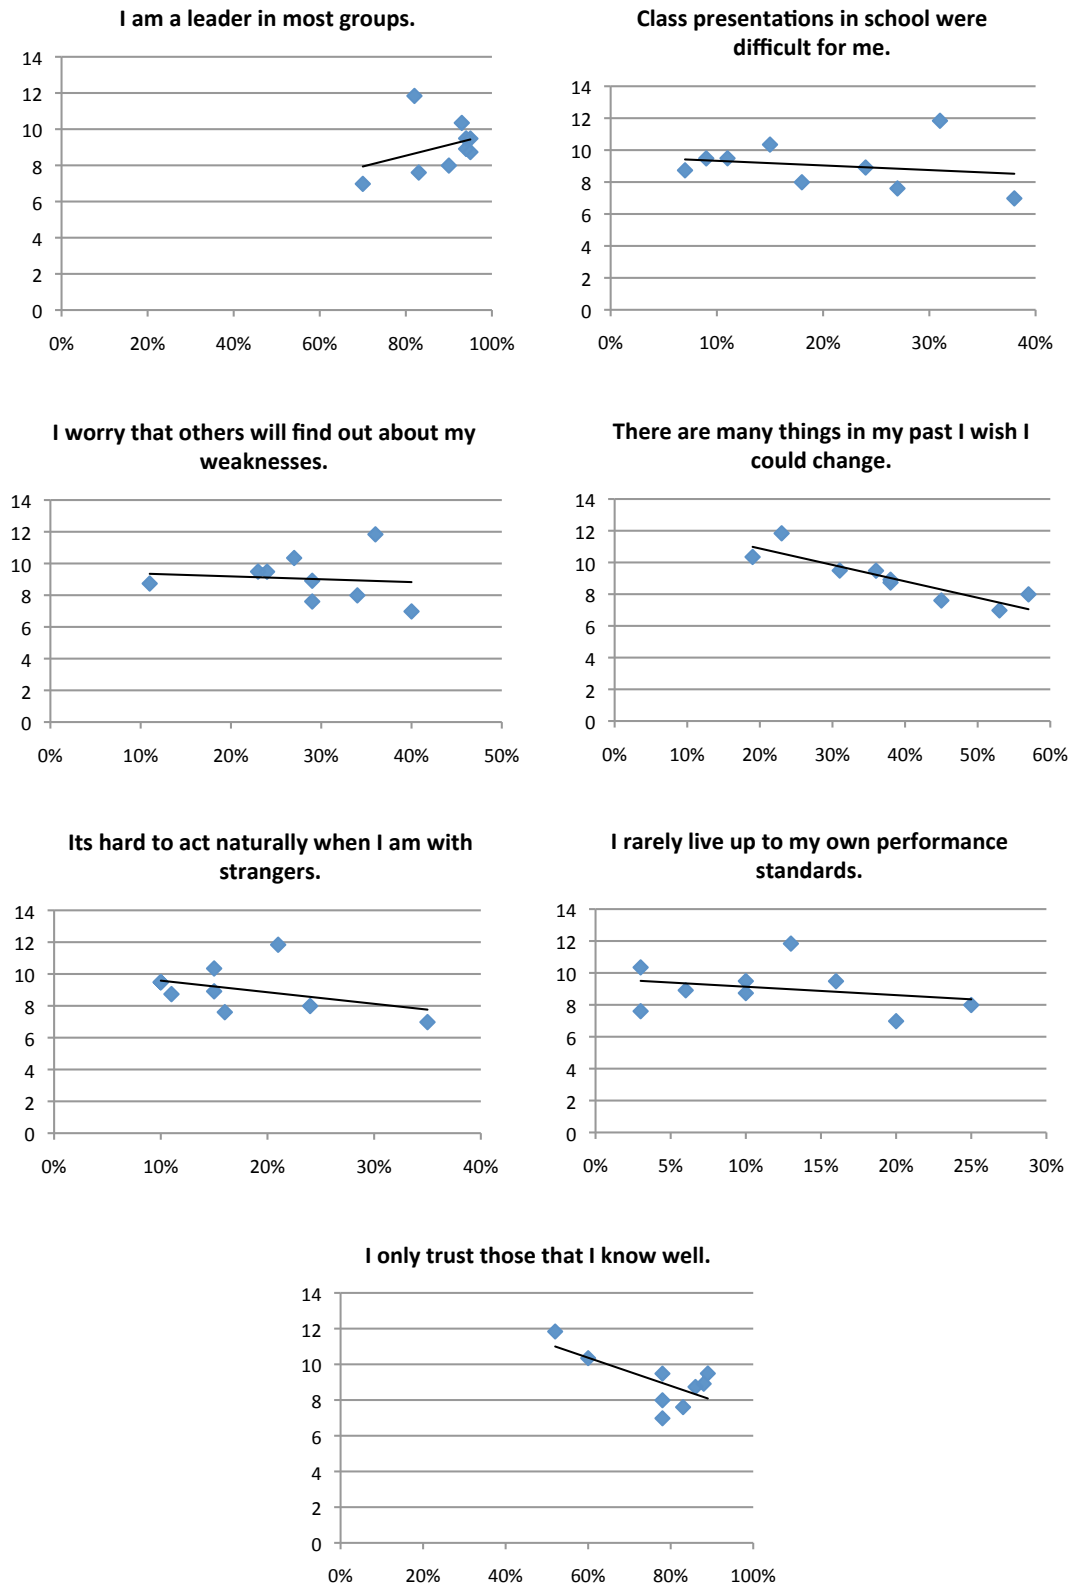 I am a leader in most groups.
14
12
10
8
6
4
2
0
0% 20% 40% 60% 80% 100%
Class presentations in school were
difficult for me.
14
12
10
8
6
4
2
0
0% 10% 20% 30% 40%
I worry that others will find out about my
weaknesses.
14
12
10
8
6
4
2
0
0% 10% 20% 30% 40% 50%
There are many things in my past I wish I
could change.
14
12
10
8
6
4
2
0
0% 10% 20% 30% 40% 50% 60%
Its hard to act naturally when I am with
strangers.
14
12
10
8
6
4
2
0
0% 10% 20% 30% 40%
I rarely live up to my own performance
standards.
14
12
10
8
6
4
2
0
0% 5% 10% 15% 20% 25% 30%
I only trust those that I know well.
14
12
10
8
6
4
2
0
0% 20% 40% 60% 80% 100%